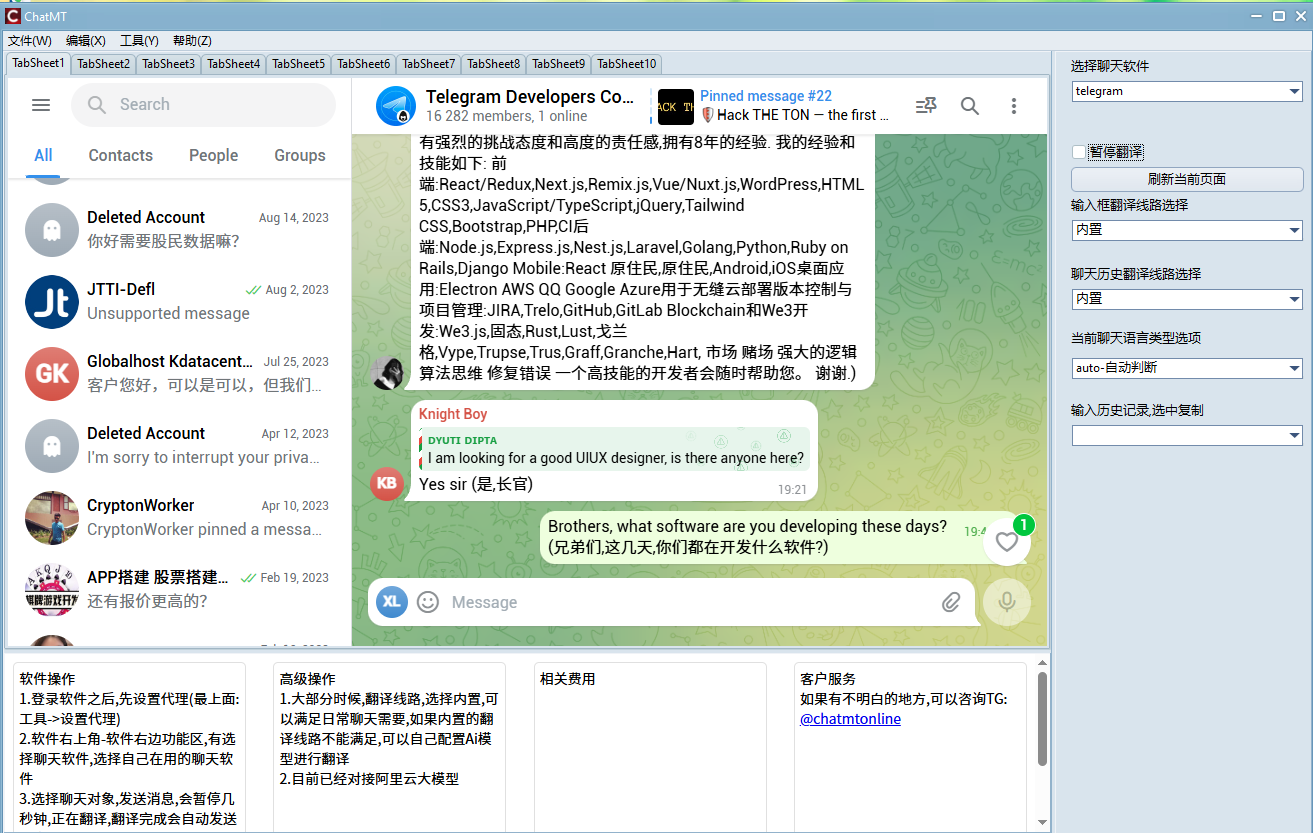 ChatMT
文件(W) 编辑(X) 工具(Y) 帮助(Z)
TabSheet1 TabSheet2 TabSheet3 TabSheet4 TabSheet5 TabSheet6 TabSheet7 TabSheet8 TabSheet9 TabSheet10
Search
All Contacts People Groups
Deleted Account Aug 14, 2023
你好需要股民数据嘛?
JTTI-Defl Aug 2, 2023
Unsupported message
GK
Globalhost Kdatacent... Jul 25, 2023
客户您好，可以是可以，但我们...
Deleted Account Apr 12, 2023
I'm sorry to interrupt your priva...
CryptonWorker Apr 10, 2023
CryptonWorker pinned a messa...
APP搭建 股票搭建... Feb 19, 2023
还有报价更高的?
Telegram Developers Co...
16 282 members, 1 online
Pinned message #22
Hack THE TON — the first ...
有强烈的挑战态度和高度的责任感,拥有8年的经验. 我的经验和
技能如下: 前
端:React/Redux,Next.js,Remix.js,Vue/Nuxt.js,WordPress,HTML
5,CSS3,JavaScript/TypeScript,jQuery,Tailwind
CSS,Bootstrap,PHP,CI后
端:Node.js,Express.js,Nest.js,Laravel,Golang,Python,Ruby on
Rails,Django Mobile:React 原住民,原住民,Android,iOS桌面应
用:Electron AWS QQ Google Azure用于无缝云部署版本控制与
项目管理:JIRA,Trelo,GitHub,GitLab Blockchain和We3开
发:We3.js,固态,Rust,Lust,戈兰
格,Vype,Trupse,Trus,Graff,Granche,Hart, 市场 赌场 强大的逻辑
算法思维 修复错误 一个高技能的开发者会随时帮助您。 谢谢.)
Knight Boy
DYUTI DIPTA
I am looking for a good UIUX designer, is there anyone here?
KB
Yes sir (是,长官)
19:21
Brothers, what software are you developing these days?
(兄弟们,这几天,你们都在开发什么软件?)
1
XL
Message
选择聊天软件
telegram
暂停翻译
刷新当前页面
输入框翻译线路选择
内置
聊天历史翻译线路选择
内置
当前聊天语言类型选项
auto-自动判断
输入历史记录,选中复制
软件操作
1.登录软件之后,先设置代理(最上面:
工具->设置代理)
2.软件右上角-软件右边功能区,有选
择聊天软件,选择自己在用的聊天软
件
3.选择聊天对象,发送消息,会暂停几
秒钟,正在翻译,翻译完成会自动发送
高级操作
1.大部分时候,翻译线路,选择内置,可
以满足日常聊天需要,如果内置的翻
译线路不能满足,可以自己配置Ai模
型进行翻译
2.目前已经对接阿里云大模型
相关费用
客户服务
如果有不明白的地方,可以咨询TG:
@chatmtonline